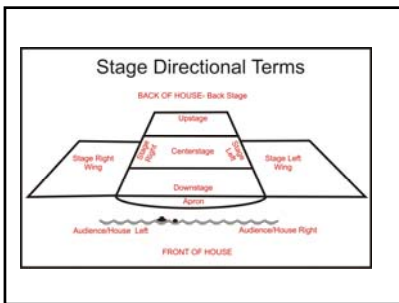 Stage Directional Terms
BACK OF HOUSE- Back Stage
Upstage
Stage Right
Centerstage
Stage Left
Stage Right
Wing
Stage Left
Wing
Downstage
Apron
Audience/House Left
Audience/House Right
FRONT OF HOUSE